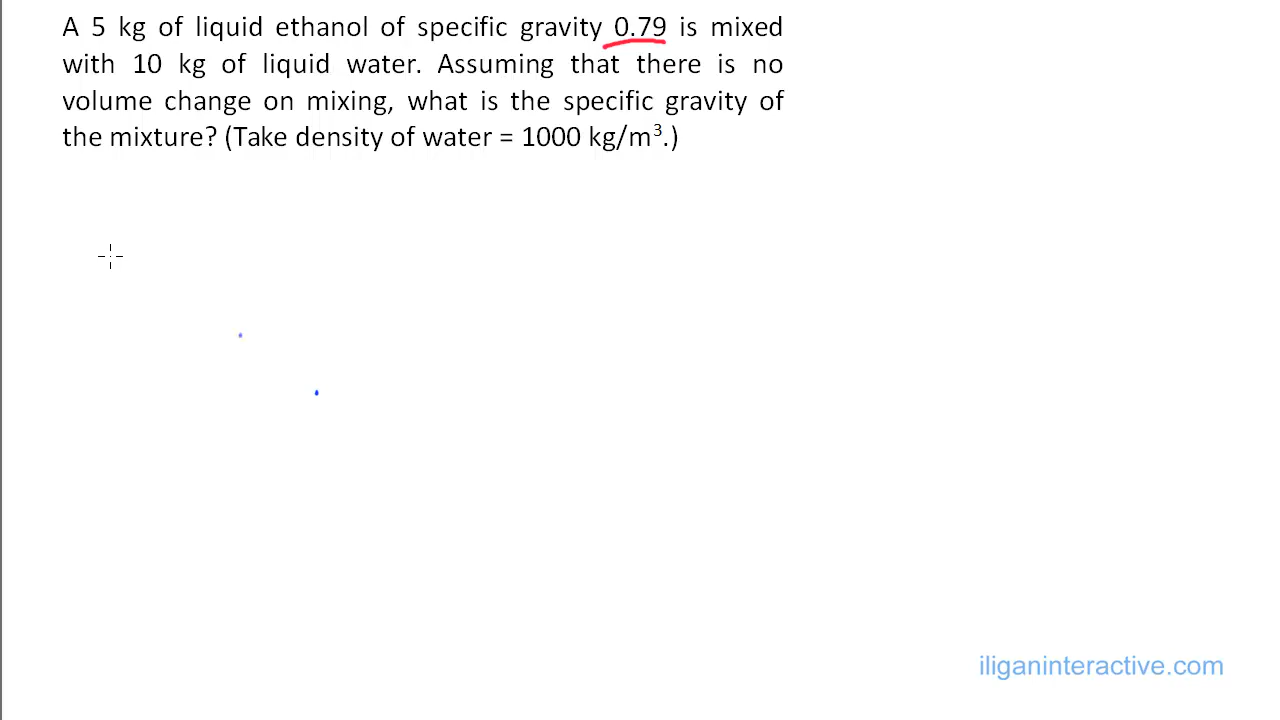 A 5 kg of liquid ethanol of specific gravity 0.79 is mixed
with 10 kg of liquid water. Assuming that there is no
volume change on mixing, what is the specific gravity of
the mixture? (Take density of water = 1000 kg/m³.)
iliganinteractive.com